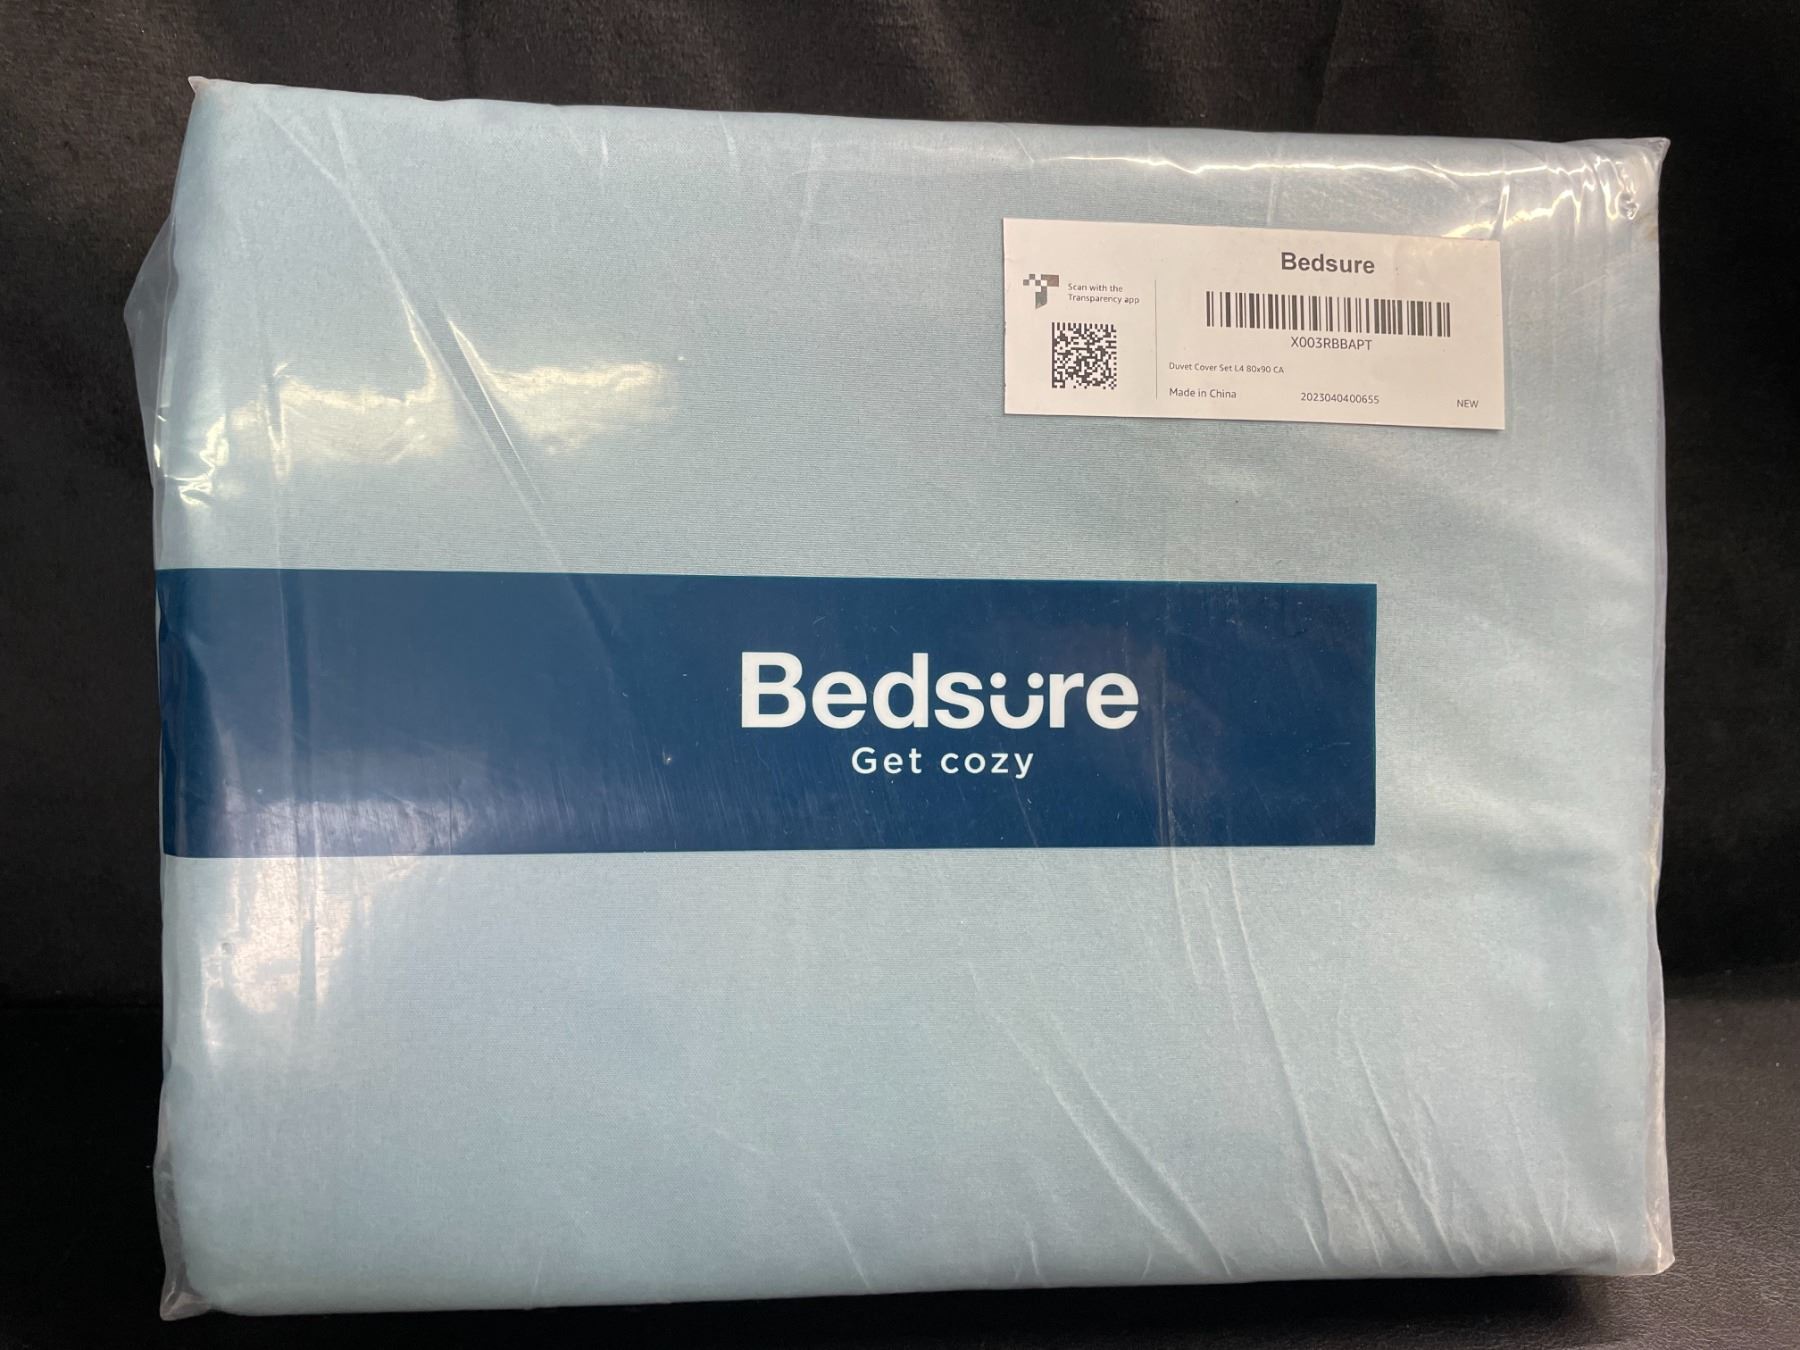 Bedsure
Scan with the
Transparency app
X003RBBAPT
Duvet Cover Set L4 80x90 CA
Made in China
2023040400655
NEW
Bedsure
Get cozy